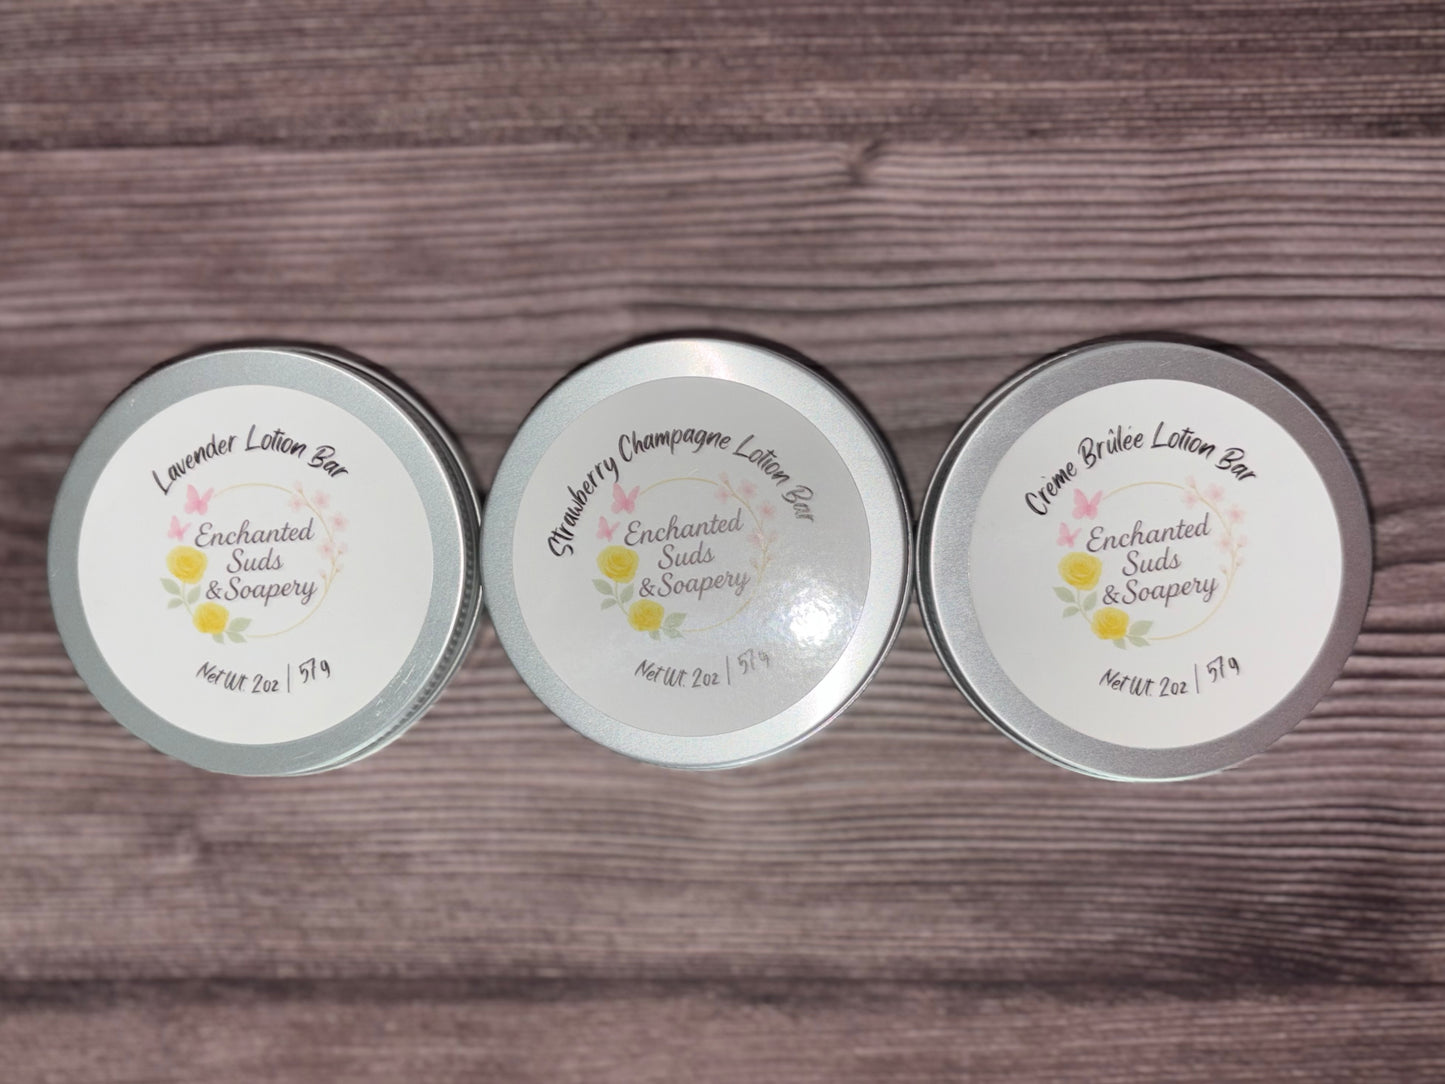 Lavender Lotion Bar
Enchanted
Suds
& Soapery
Net Wt. 2oz | 57g
Strawberry Champagne Lotion Bar
Enchanted
Suds
& Soapery
Net Wt. 2oz | 57g
Crème Brûlée Lotion Bar
Enchanted
Suds
& Soapery
Net Wt. 2oz | 57g